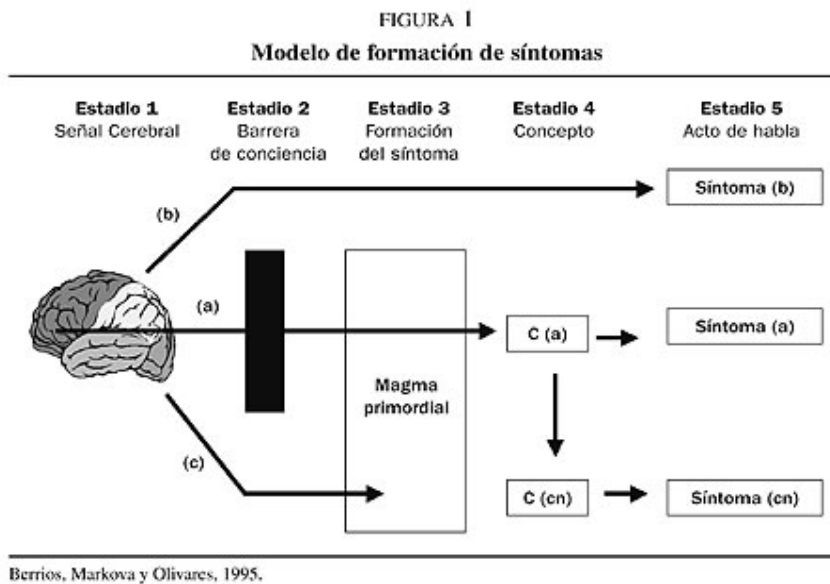 FIGURA 1
Modelo de formación de síntomas
Estadio 1
Señal Cerebral
Estadio 2
Barrera
de conciencia
Estadio 3
Formación
del síntoma
Estadio 4
Concepto
Estadio 5
Acto de habla
(b)
Síntoma (b)
(a)
C (a)
Síntoma (a)
Magma
primordial
(c)
C (cn)
Síntoma (cn)
Berrios, Markova y Olivares, 1995.